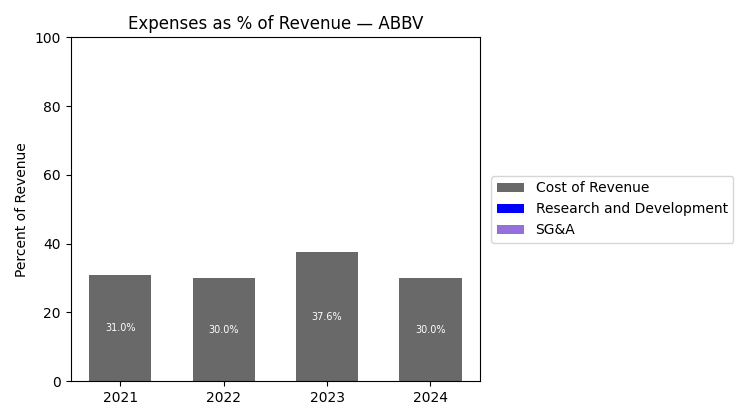 Expenses as % of Revenue — ABBV
Percent of Revenue
100
80
60
40
20
0
31.0%
30.0%
37.6%
30.0%
2021
2022
2023
2024
Cost of Revenue
Research and Development
SG&A